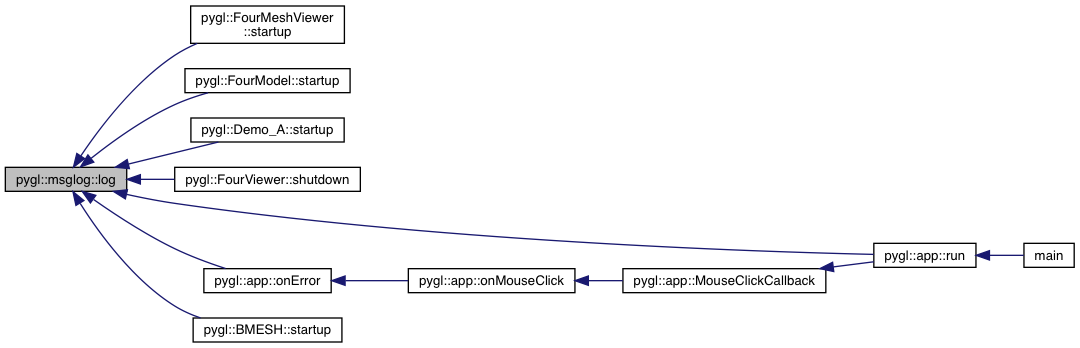 pygl::FourMeshViewer
::startup
pygl::FourModel::startup
pygl::Demo_A::startup
pygl::msglog::log
pygl::FourViewer::shutdown
pygl::app::run
main
pygl::app::onError
pygl::app::onMouseClick
pygl::app::MouseClickCallback
pygl::BMESH::startup